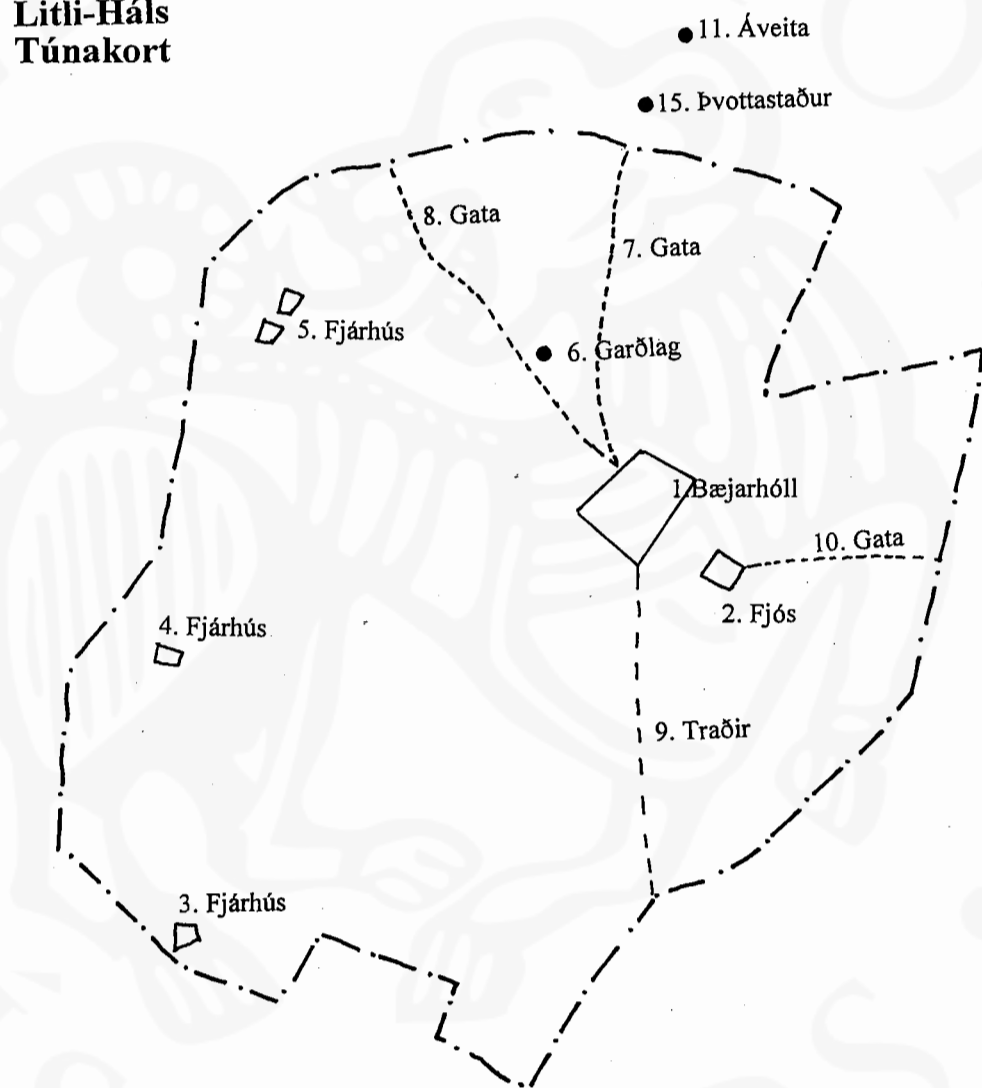 Litli-Háls
Túnakort
11. Áveita
15. Þvottastaður
8. Gata
7. Gata
5. Fjárhús
6. Garðlag
1. Bæjarhóll
10. Gata
2. Fjós
4. Fjárhús
9. Traðir
3. Fjárhús